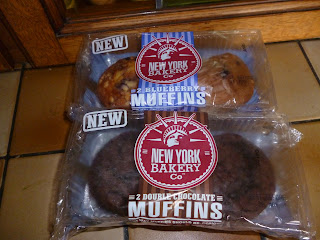 NEW
NEW YORK
BAKERY
Co
2 BLUEBERRY
MUFFINS
NEW
NEW YORK
BAKERY
Co
2 DOUBLE CHOCOLATE
MUFFINS